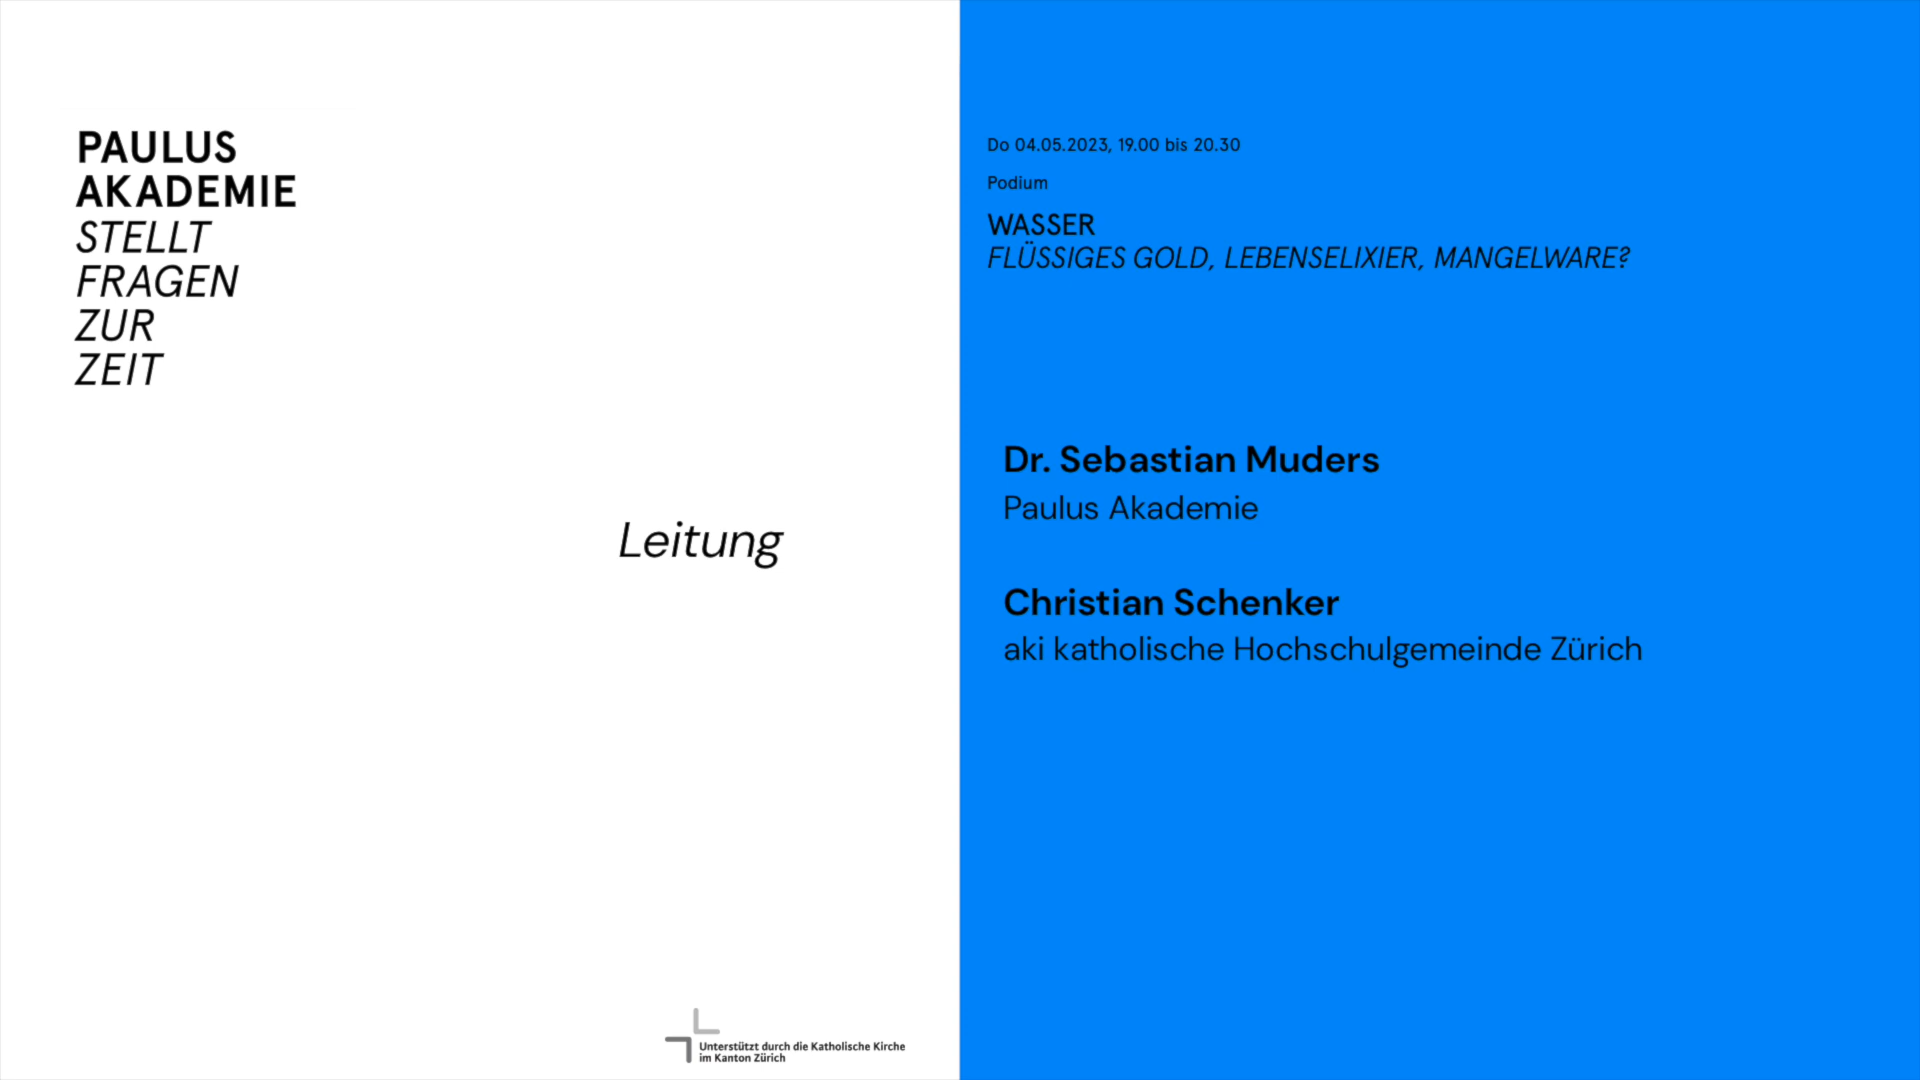 PAULUS
AKADEMIE
STELLT
FRAGEN
ZUR
ZEIT
Leitung
Unterstützt durch die Katholische Kirche
im Kanton Zürich
Do 04.05.2023, 19.00 bis 20.30
Podium
WASSER
FLÜSSIGES GOLD, LEBENSELIXIER, MANGELWARE?
Dr. Sebastian Muders
Paulus Akademie
Christian Schenker
aki katholische Hochschulgemeinde Zürich